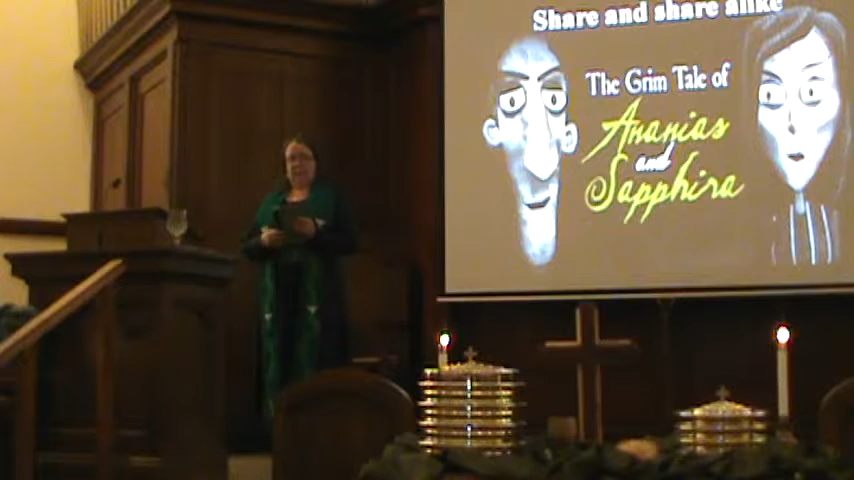 Share and share alike
The Grim Tale of
Ananias
and
Sapphira